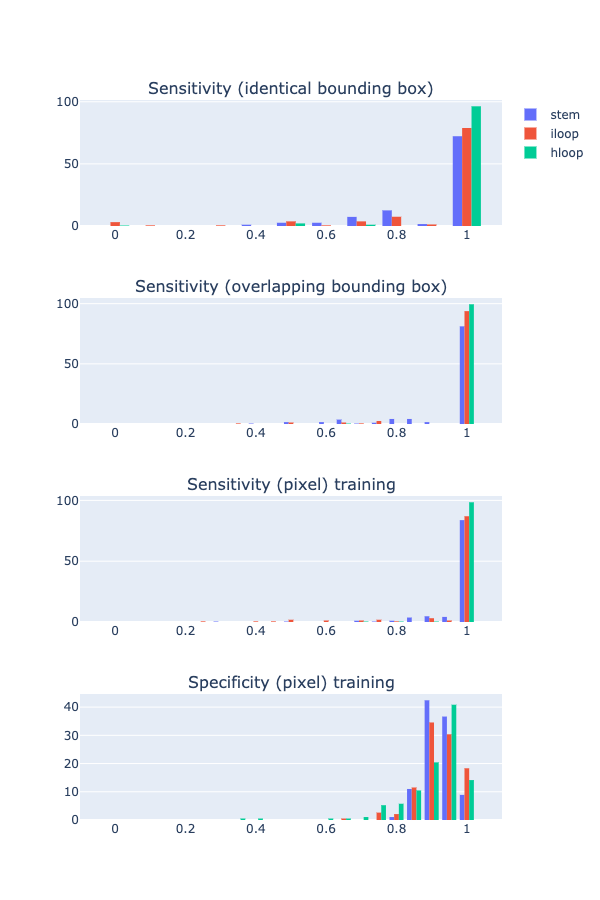 Sensitivity (identical bounding box)
100
50
0
0 0.2 0.4 0.6 0.8 1
stem
iloop
hloop
Sensitivity (overlapping bounding box)
100
50
0
0 0.2 0.4 0.6 0.8 1
Sensitivity (pixel) training
100
50
0
0 0.2 0.4 0.6 0.8 1
Specificity (pixel) training
40
30
20
10
0
0 0.2 0.4 0.6 0.8 1